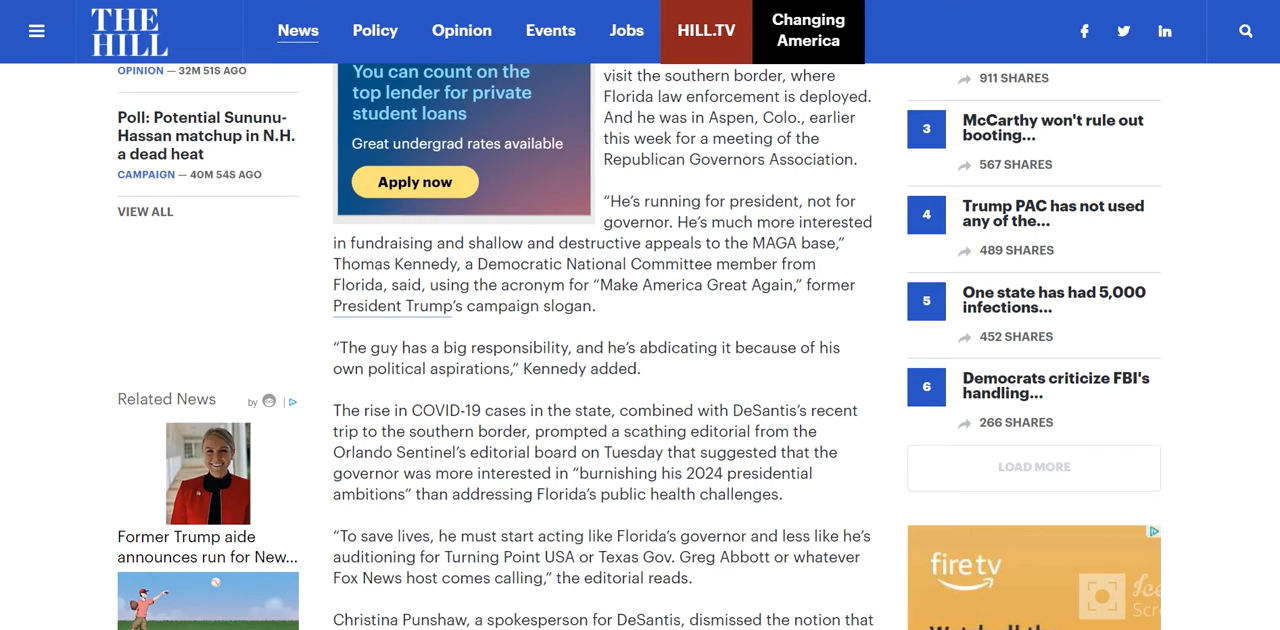 THE
HILL
News
Policy
Opinion
Events
Jobs
HILL.TV
Changing
America
OPINION — 32M 51S AGO
Poll: Potential Sununu-
Hassan matchup in N.H.
a dead heat
CAMPAIGN — 40M 54S AGO
VIEW ALL
Related News
by
Former Trump aide
announces run for New...
You can count on the
top lender for private
student loans
Great undergrad rates available
Apply now
visit the southern border, where
Florida law enforcement is deployed.
And he was in Aspen, Colo., earlier
this week for a meeting of the
Republican Governors Association.
“He’s running for president, not for
governor. He’s much more interested
in fundraising and shallow and destructive appeals to the MAGA base,”
Thomas Kennedy, a Democratic National Committee member from
Florida, said, using the acronym for “Make America Great Again,” former
President Trump’s campaign slogan.
“The guy has a big responsibility, and he’s abdicating it because of his
own political aspirations,” Kennedy added.
The rise in COVID-19 cases in the state, combined with DeSantis’s recent
trip to the southern border, prompted a scathing editorial from the
Orlando Sentinel’s editorial board on Tuesday that suggested that the
governor was more interested in “burnishing his 2024 presidential
ambitions” than addressing Florida’s public health challenges.
“To save lives, he must start acting like Florida’s governor and less like he’s
auditioning for Turning Point USA or Texas Gov. Greg Abbott or whatever
Fox News host comes calling,” the editorial reads.
Christina Punshaw, a spokesperson for DeSantis, dismissed the notion that
911 SHARES
3
McCarthy won't rule out
booting...
567 SHARES
4
Trump PAC has not used
any of the...
489 SHARES
5
One state has had 5,000
infections...
452 SHARES
6
Democrats criticize FBI's
handling...
266 SHARES
LOAD MORE
fire tv